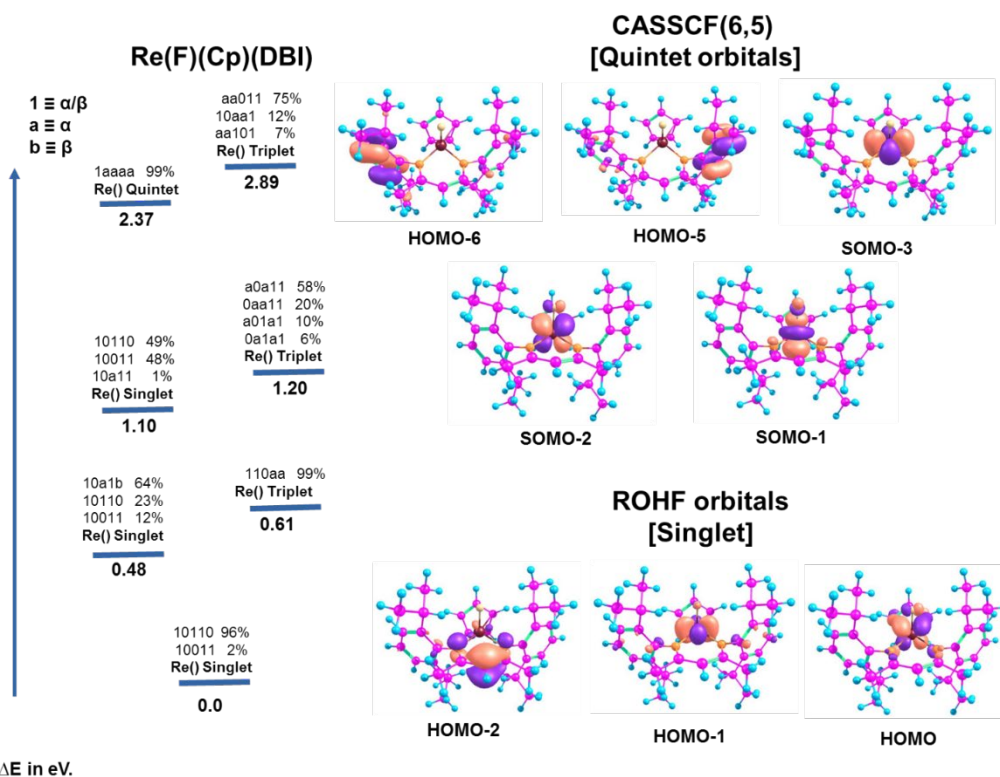 Re(F)(Cp)(DBI)
1 ≡ α/β
a ≡ α
b ≡ β
aa011 75%
10aa1 12%
aa101 7%
Re() Triplet
2.89
1aaaa 99%
Re() Quintet
2.37
a0a11 58%
0aa11 20%
a01a1 10%
0a1a1 6%
Re() Triplet
1.20
10110 49%
10011 48%
10a11 1%
Re() Singlet
1.10
110aa 99%
Re() Triplet
0.61
10a1b 64%
10110 23%
10011 12%
Re() Singlet
0.48
10110 96%
10011 2%
Re() Singlet
0.0
ΔE in eV.
CASSCF(6,5)
[Quintet orbitals]
HOMO-6
HOMO-5
SOMO-3
SOMO-2
SOMO-1
ROHF orbitals
[Singlet]
HOMO-2
HOMO-1
HOMO